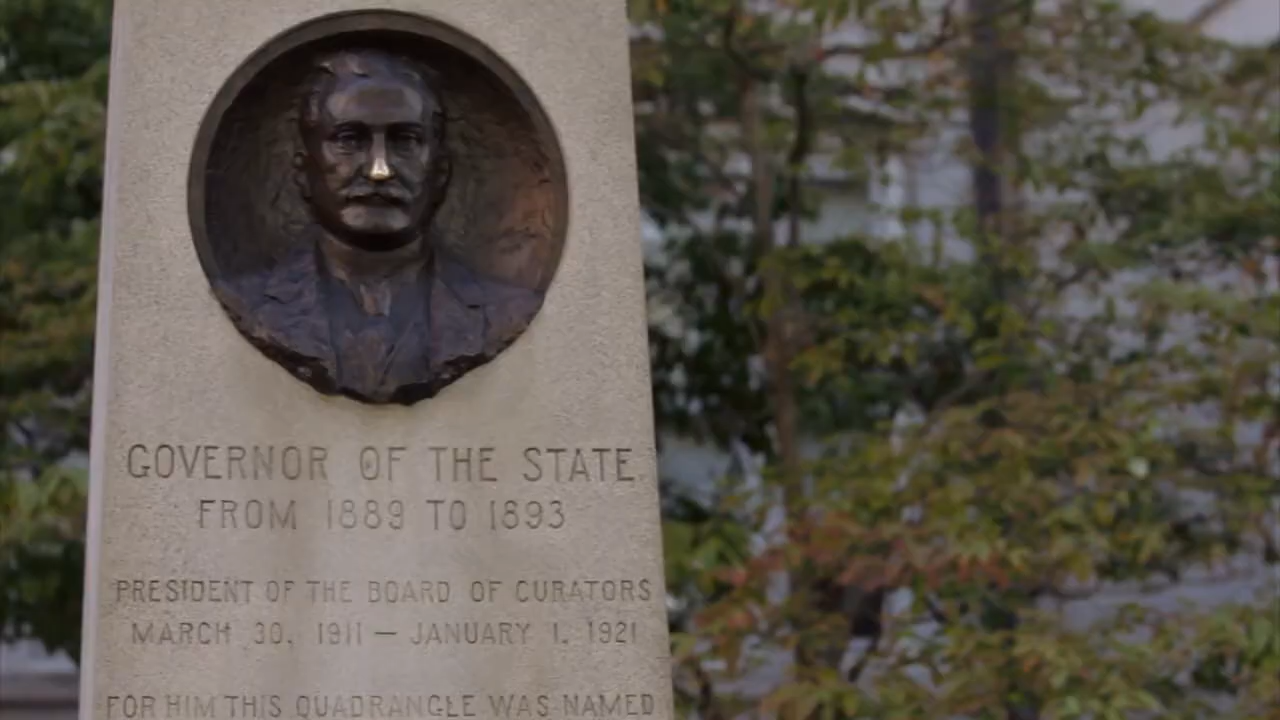 GOVERNOR OF THE STATE
FROM 1889 TO 1893
PRESIDENT OF THE BOARD OF CURATORS
MARCH 30, 1911 – JANUARY 1, 1921
FOR HIM THIS QUADRANGLE WAS NAMED